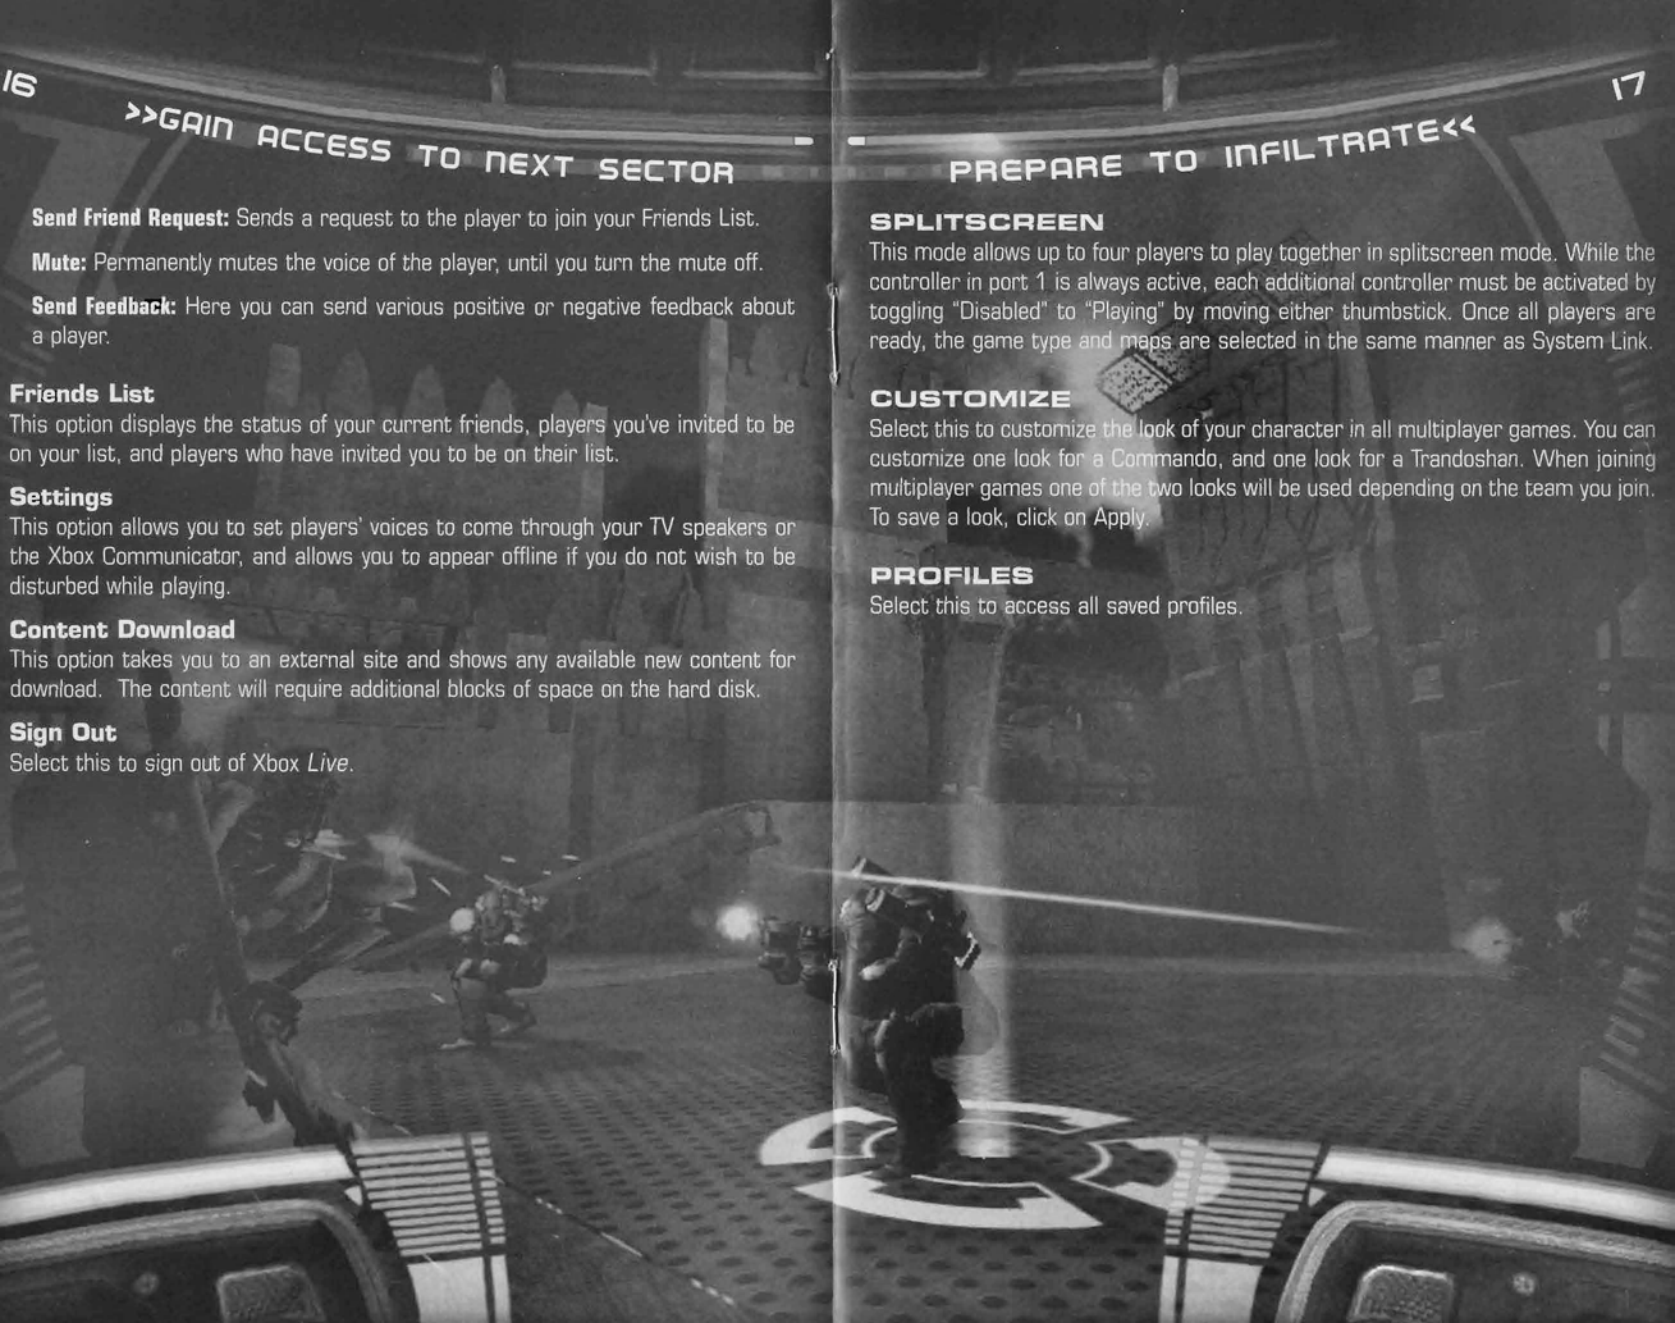 16
>>GAIN ACCESS TO NEXT SECTOR
Send Friend Request: Sends a request to the player to join your Friends List.
Mute: Permanently mutes the voice of the player, until you turn the mute off.
Send Feedback: Here you can send various positive or negative feedback about
a player.
Friends List
This option displays the status of your current friends, players you've invited to be
on your list, and players who have invited you to be on their list.
Settings
This option allows you to set players' voices to come through your TV speakers or
the Xbox Communicator, and allows you to appear offline if you do not wish to be
disturbed while playing.
Content Download
This option takes you to an external site and shows any available new content for
download. The content will require additional blocks of space on the hard disk.
Sign Out
Select this to sign out of Xbox Live.
17
PREPARE TO INFILTRATE<<
SPLITSCREEN
This mode allows up to four players to play together in splitscreen mode. While the
controller in port 1 is always active, each additional controller must be activated by
toggling "Disabled" to "Playing" by moving either thumbstick. Once all players are
ready, the game type and maps are selected in the same manner as System Link.
CUSTOMIZE
Select this to customize the look of your character in all multiplayer games. You can
customize one look for a Commando, and one look for a Trandoshan. When joining
multiplayer games one of the two looks will be used depending on the team you join.
To save a look, click on Apply.
PROFILES
Select this to access all saved profiles.